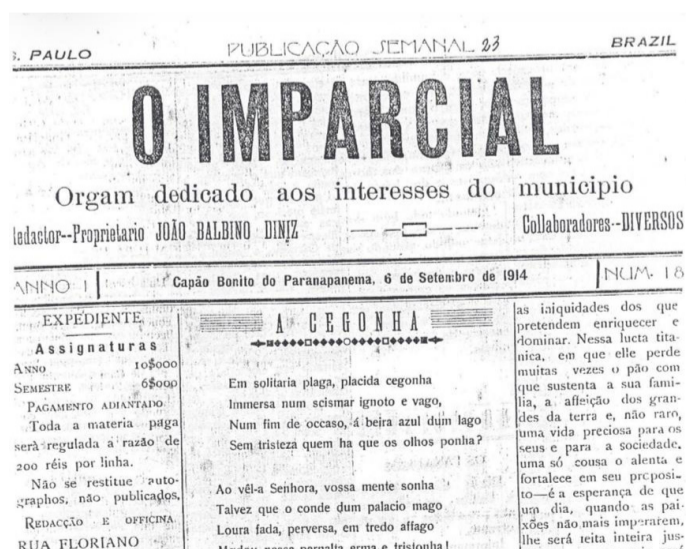 S. PAULO
PUBLICAÇÃO SEMANAL 23
BRAZIL
O IMPARCIAL
Orgam dedicado aos interesses do municipio
Redactor--Proprietario JOÃO BALBINO DINIZ
Collaboradores--DIVERSOS
ANNO I
Capão Bonito do Paranapanema, 6 de Setembro de 1914
NUM. 18
EXPEDIENTE
Assignaturas
ANNO 10$000
SEMESTRE 6$000
PAGAMENTO ADIANTADO
Toda a materia paga
será regulada a razão de
200 réis por linha.
Não se restitue auto-
graphos, não publicados.
REDACÇÃO E OFFICINA
RUA FLORIANO
A CEGONHA
Em solitaria plaga, placida cegonha
Immersa num scismar ignoto e vago,
Num fim de occaso, á beira azul dum lago
Sem tristeza quem ha que os olhos ponha?
Ao vêl-a Senhora, vossa mente sonha
Talvez que o conde dum palacio mago
Loura fada, perversa, em tredo affago
Mudou nessa pernalta erma e tristonha!
as iniquidades dos que
pretendem enriquecer e
dominar. Nessa lucta tita-
nica, em que elle perde
muitas vezes o pão com
que sustenta a sua fami-
lia, a affeição dos gran-
des da terra e, não raro,
uma vida preciosa para os
seus e para a sociedade,
uma só cousa o alenta e
fortalece em seu preposi-
to—é a esperança de que
um dia, quando as pai-
xões não mais imperarem,
lhe será feita inteira jus-